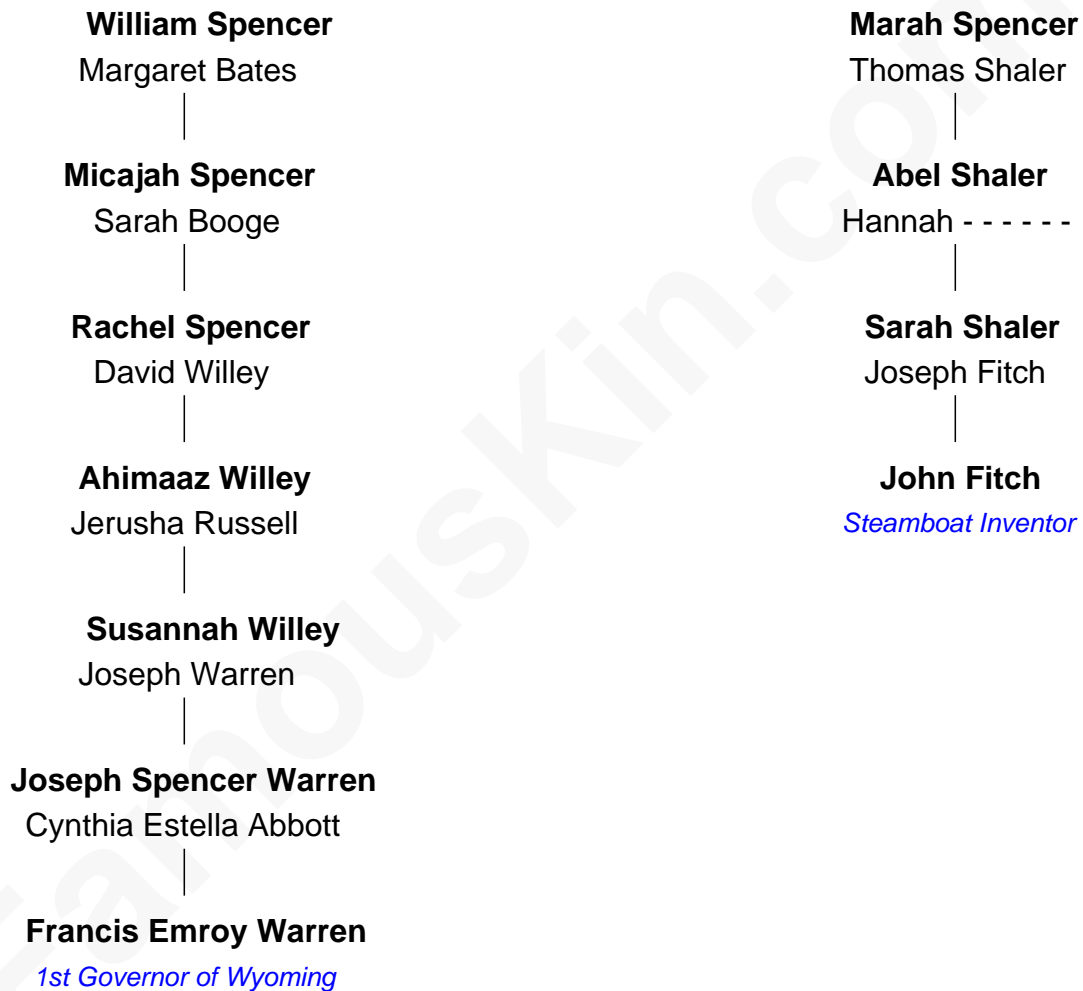 William Spencer
Margaret Bates
Micajah Spencer
Sarah Booge
Rachel Spencer
David Willey
Ahimaaz Willey
Jerusha Russell
Susannah Willey
Joseph Warren
Joseph Spencer Warren
Cynthia Estella Abbott
Francis Emroy Warren
1st Governor of Wyoming
Marah Spencer
Thomas Shaler
Abel Shaler
Hannah - - - - - -
Sarah Shaler
Joseph Fitch
John Fitch
Steamboat Inventor
FamousKin.com